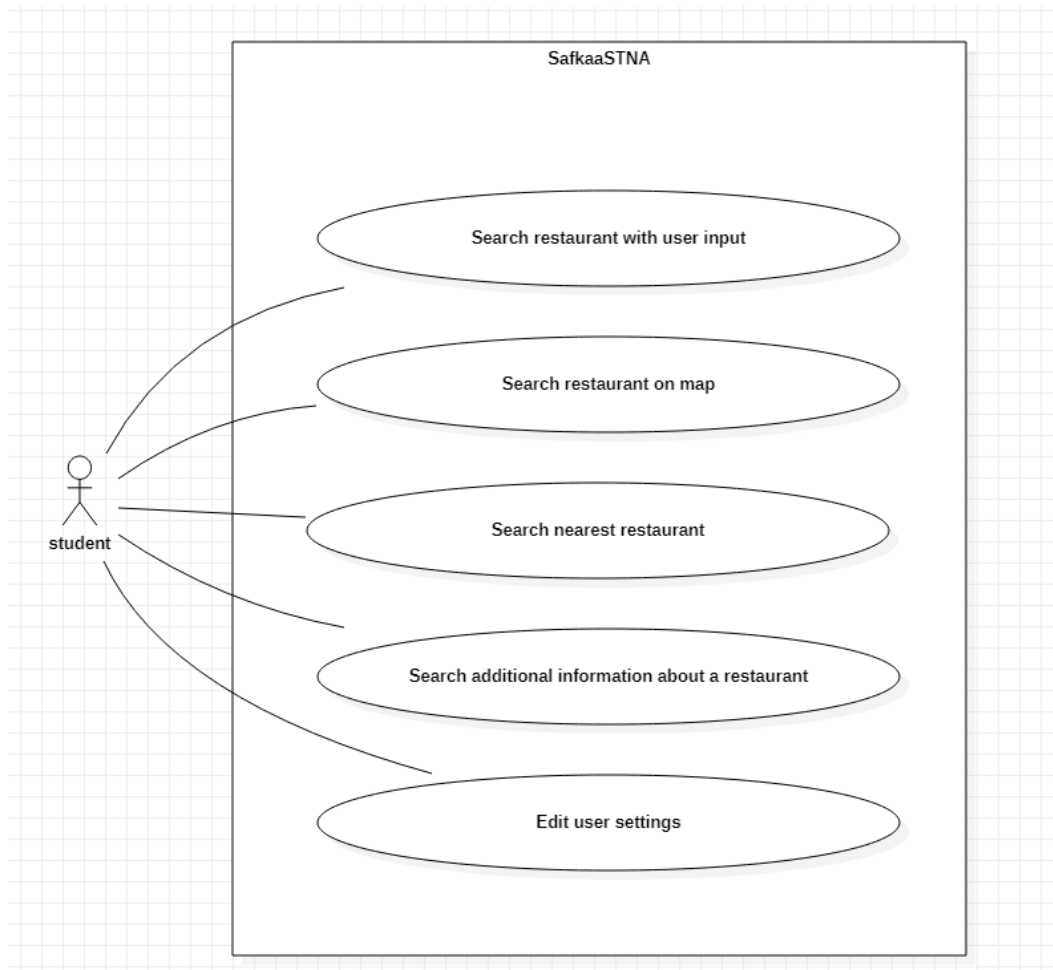 SafkaaSTNA
Search restaurant with user input
Search restaurant on map
Search nearest restaurant
student
Search additional information about a restaurant
Edit user settings